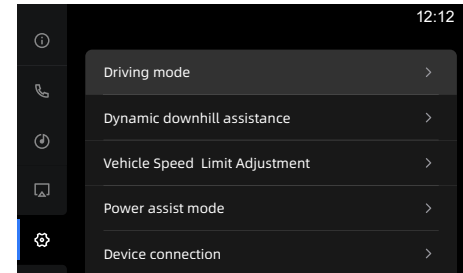 12:12
Driving mode
Dynamic downhill assistance
Vehicle Speed  Limit Adjustment
Power assist mode
Device connection